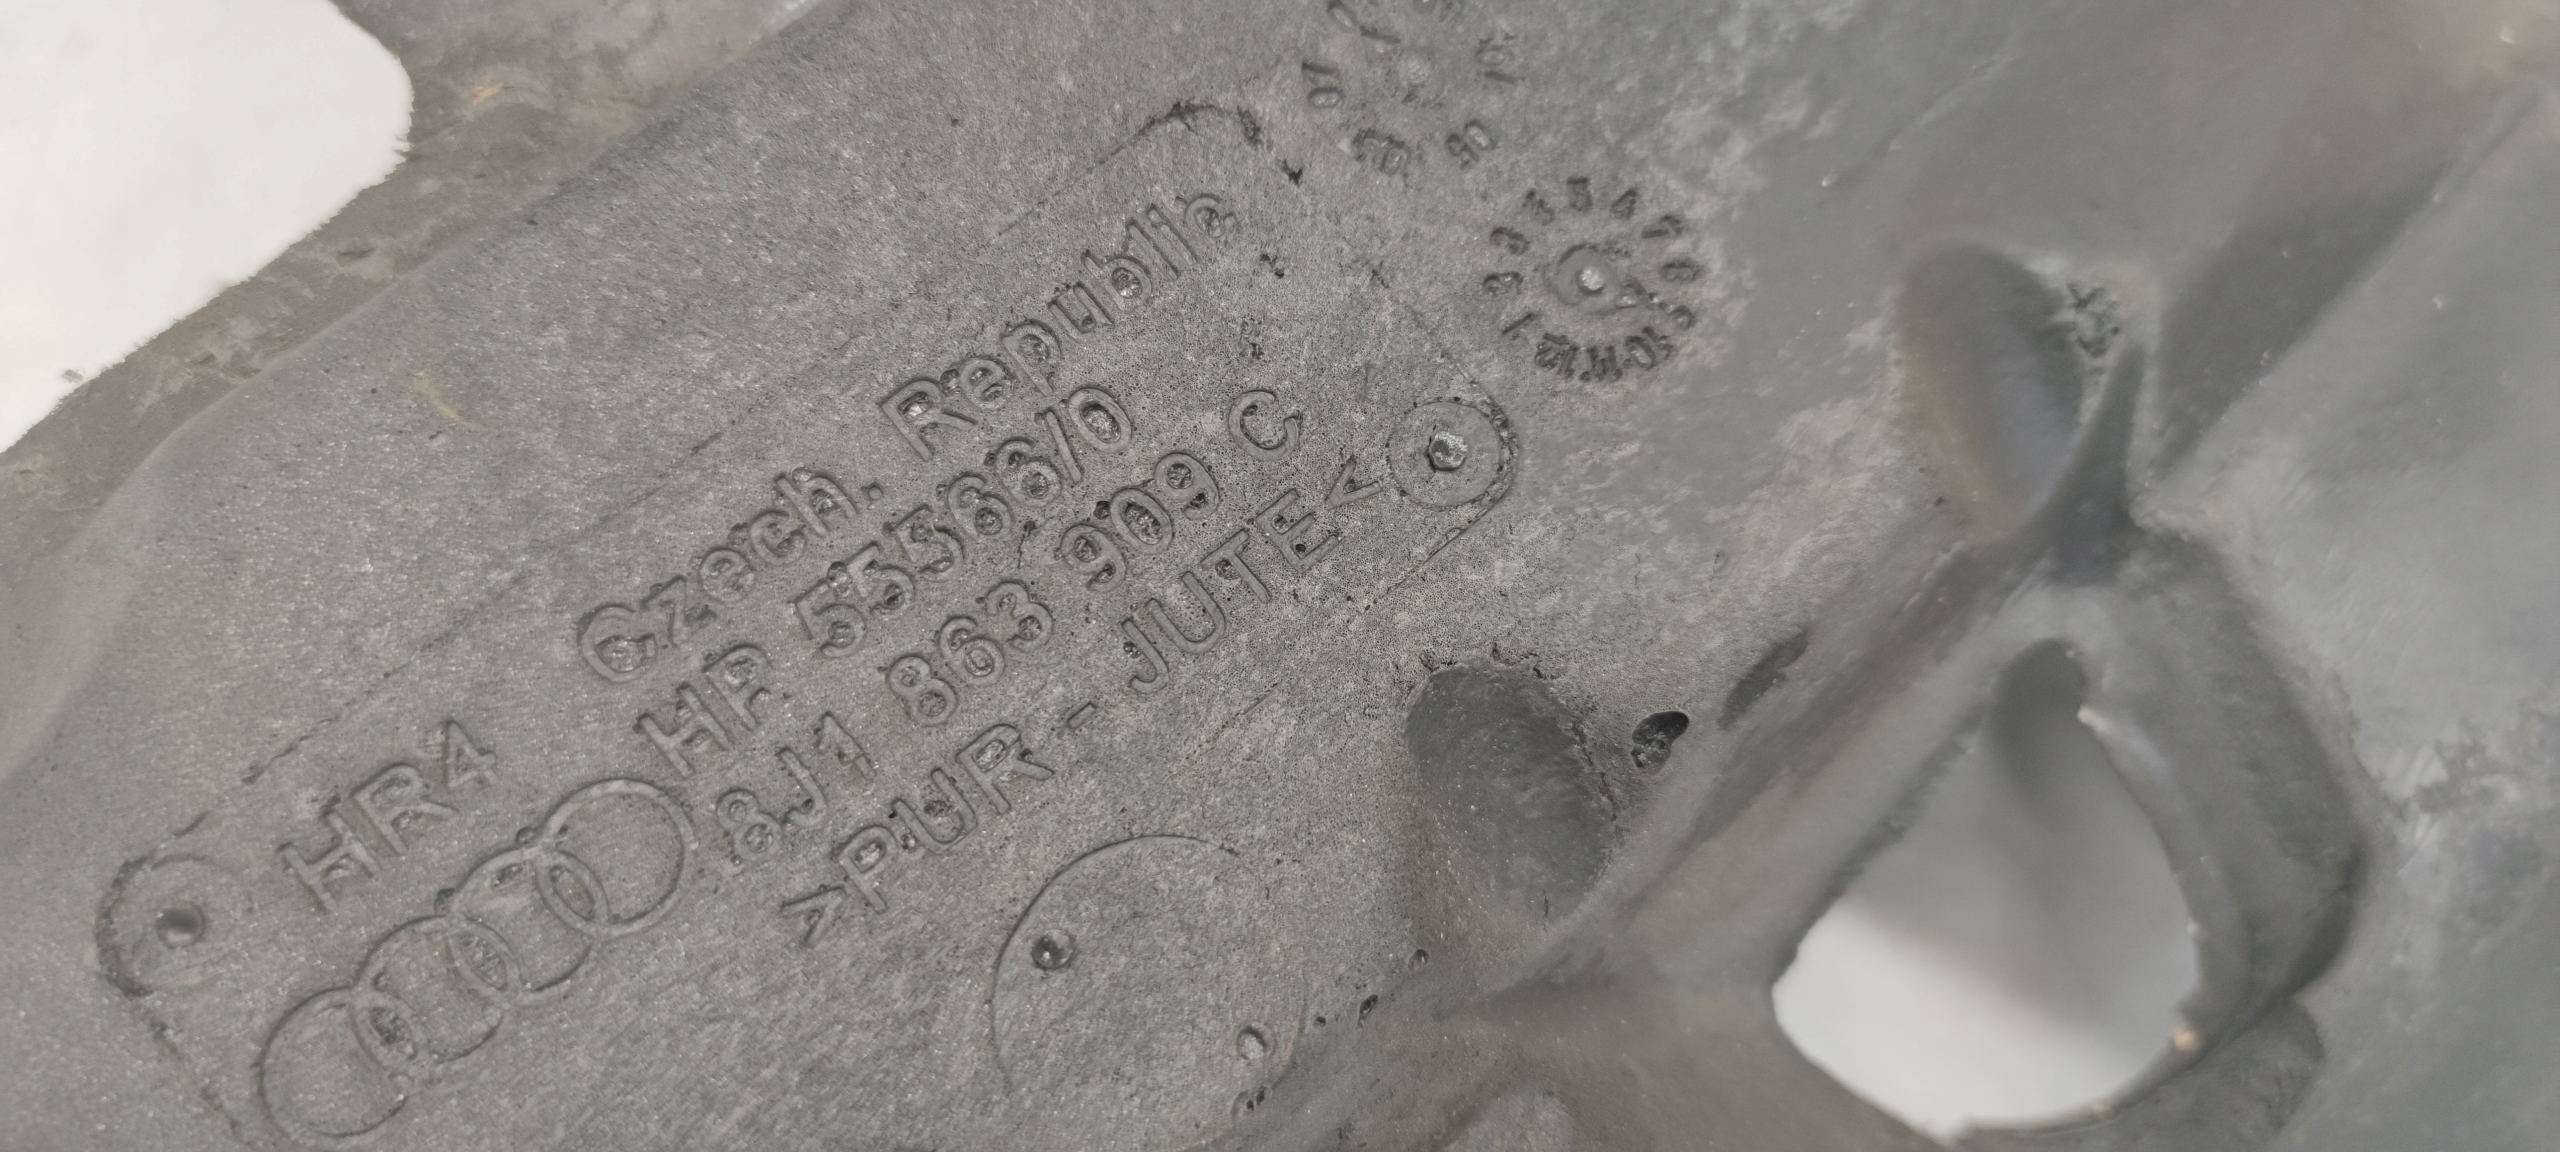 Czech. Republic
HR4
HP 55566/0
8J1 863 909 C
>PUR - JUTE<